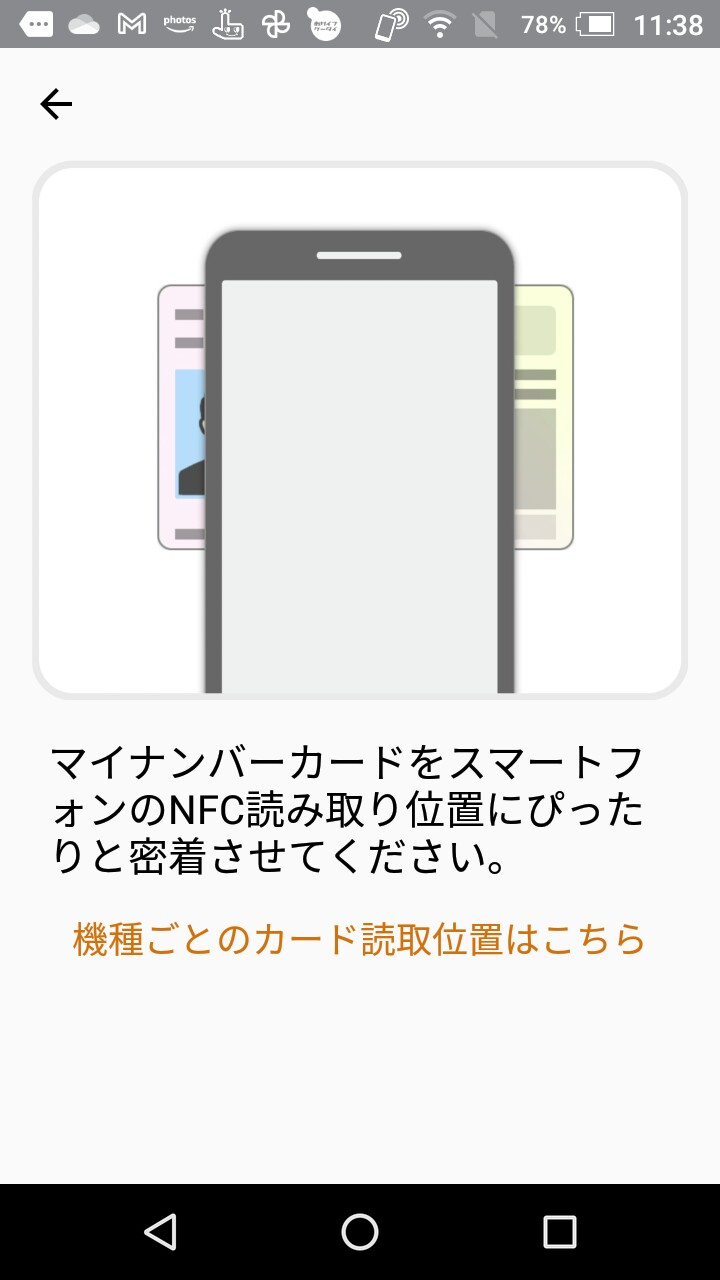 photos
78%
11:38
マイナンバーカードをスマートフ
ォンのNFC読み取り位置にぴった
りと密着させてください。
機種ごとのカード読取位置はこちら